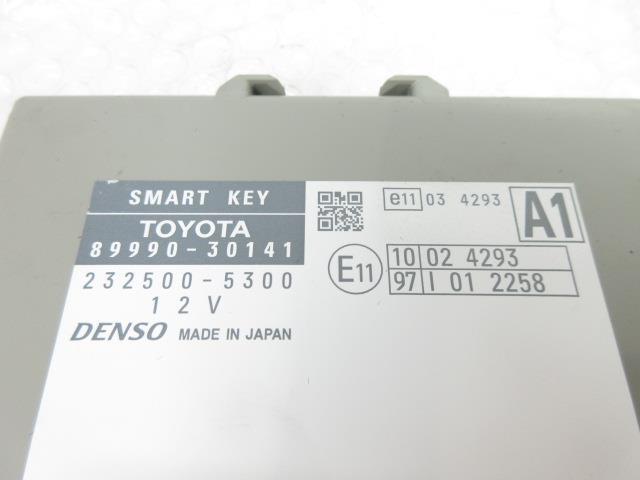 SMART KEY
TOYOTA
89990-30141
232500-5300
12V
DENSO MADE IN JAPAN
e11 03 4293
A1
E11
10 02 4293
97 I 01 2258